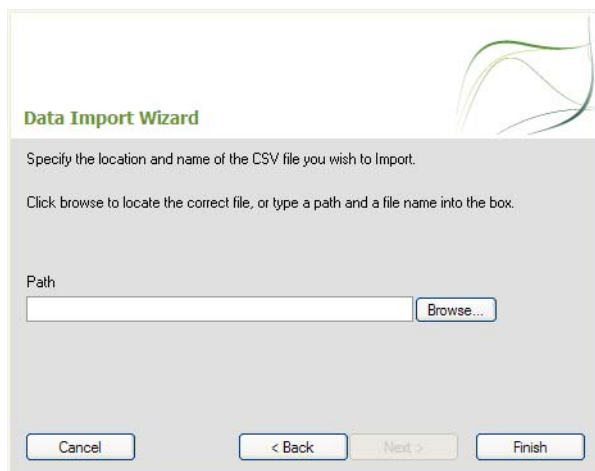 Data Import Wizard
Specify the location and name of the CSV file you wish to Import.
Click browse to locate the correct file, or type a path and a file name into the box.
Path
Browse...
Cancel
< Back
Next >
Finish